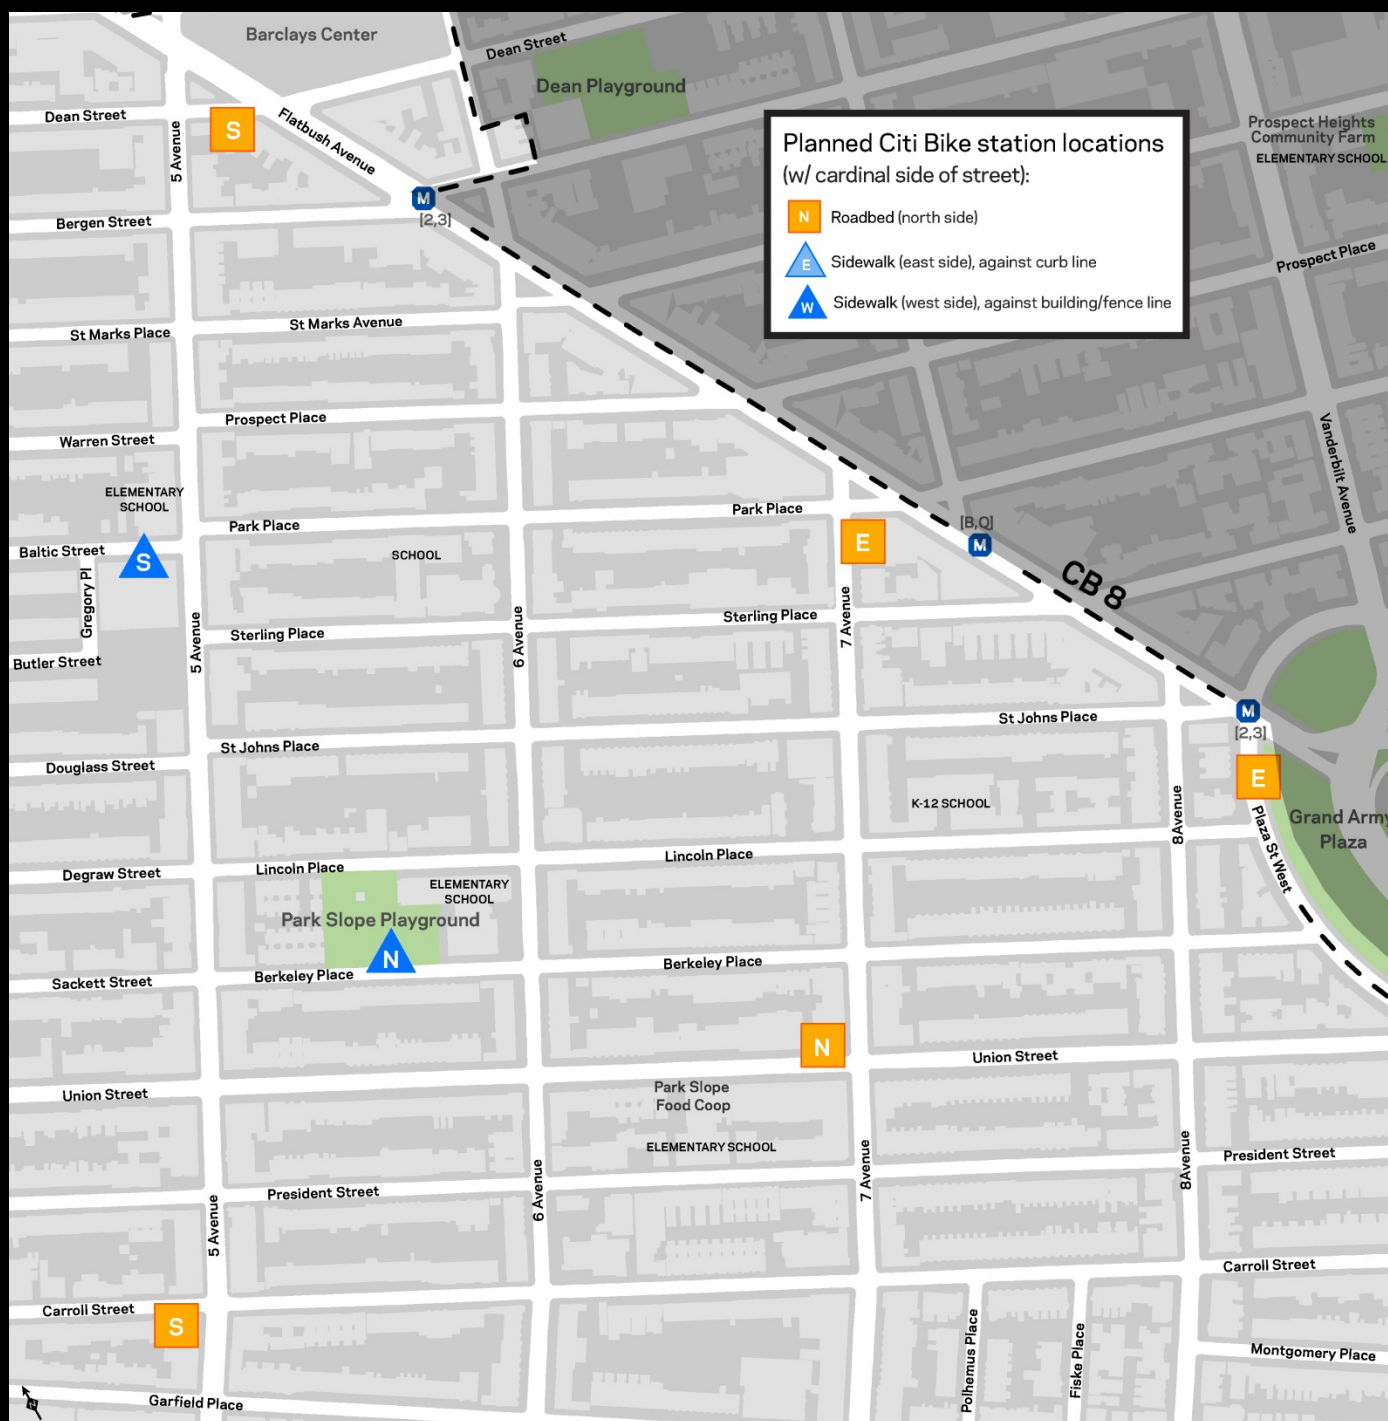 Barclays Center
Dean Street
Dean Playground
Dean Street
S
Flatbush Avenue
5 Avenue
Planned Citi Bike station locations
(w/ cardinal side of street):
N Roadbed (north side)
E Sidewalk (east side), against curb line
W Sidewalk (west side), against building/fence line
Prospect Heights
Community Farm
ELEMENTARY SCHOOL
M
[2,3]
Bergen Street
Prospect Place
St Marks Place
St Marks Avenue
Prospect Place
Warren Street
Vanderbilt Avenue
ELEMENTARY
SCHOOL
Park Place
Park Place
[B,Q]
M
E
Baltic Street
S
SCHOOL
CB 8
Gregory Pl
5 Avenue
6 Avenue
7 Avenue
Sterling Place
Sterling Place
Butler Street
M
[2,3]
St Johns Place
St Johns Place
Douglass Street
E
K-12 SCHOOL
8Avenue
Plaza St West
Grand Army
Plaza
Lincoln Place
Lincoln Place
Degraw Street
ELEMENTARY
SCHOOL
Park Slope Playground
N
Berkeley Place
Berkeley Place
Sackett Street
N
Union Street
Union Street
Park Slope
Food Coop
ELEMENTARY SCHOOL
President Street
President Street
5 Avenue
6 Avenue
7 Avenue
8Avenue
Carroll Street
Carroll Street
S
Polhemus Place
Fiske Place
Montgomery Place
Garfield Place